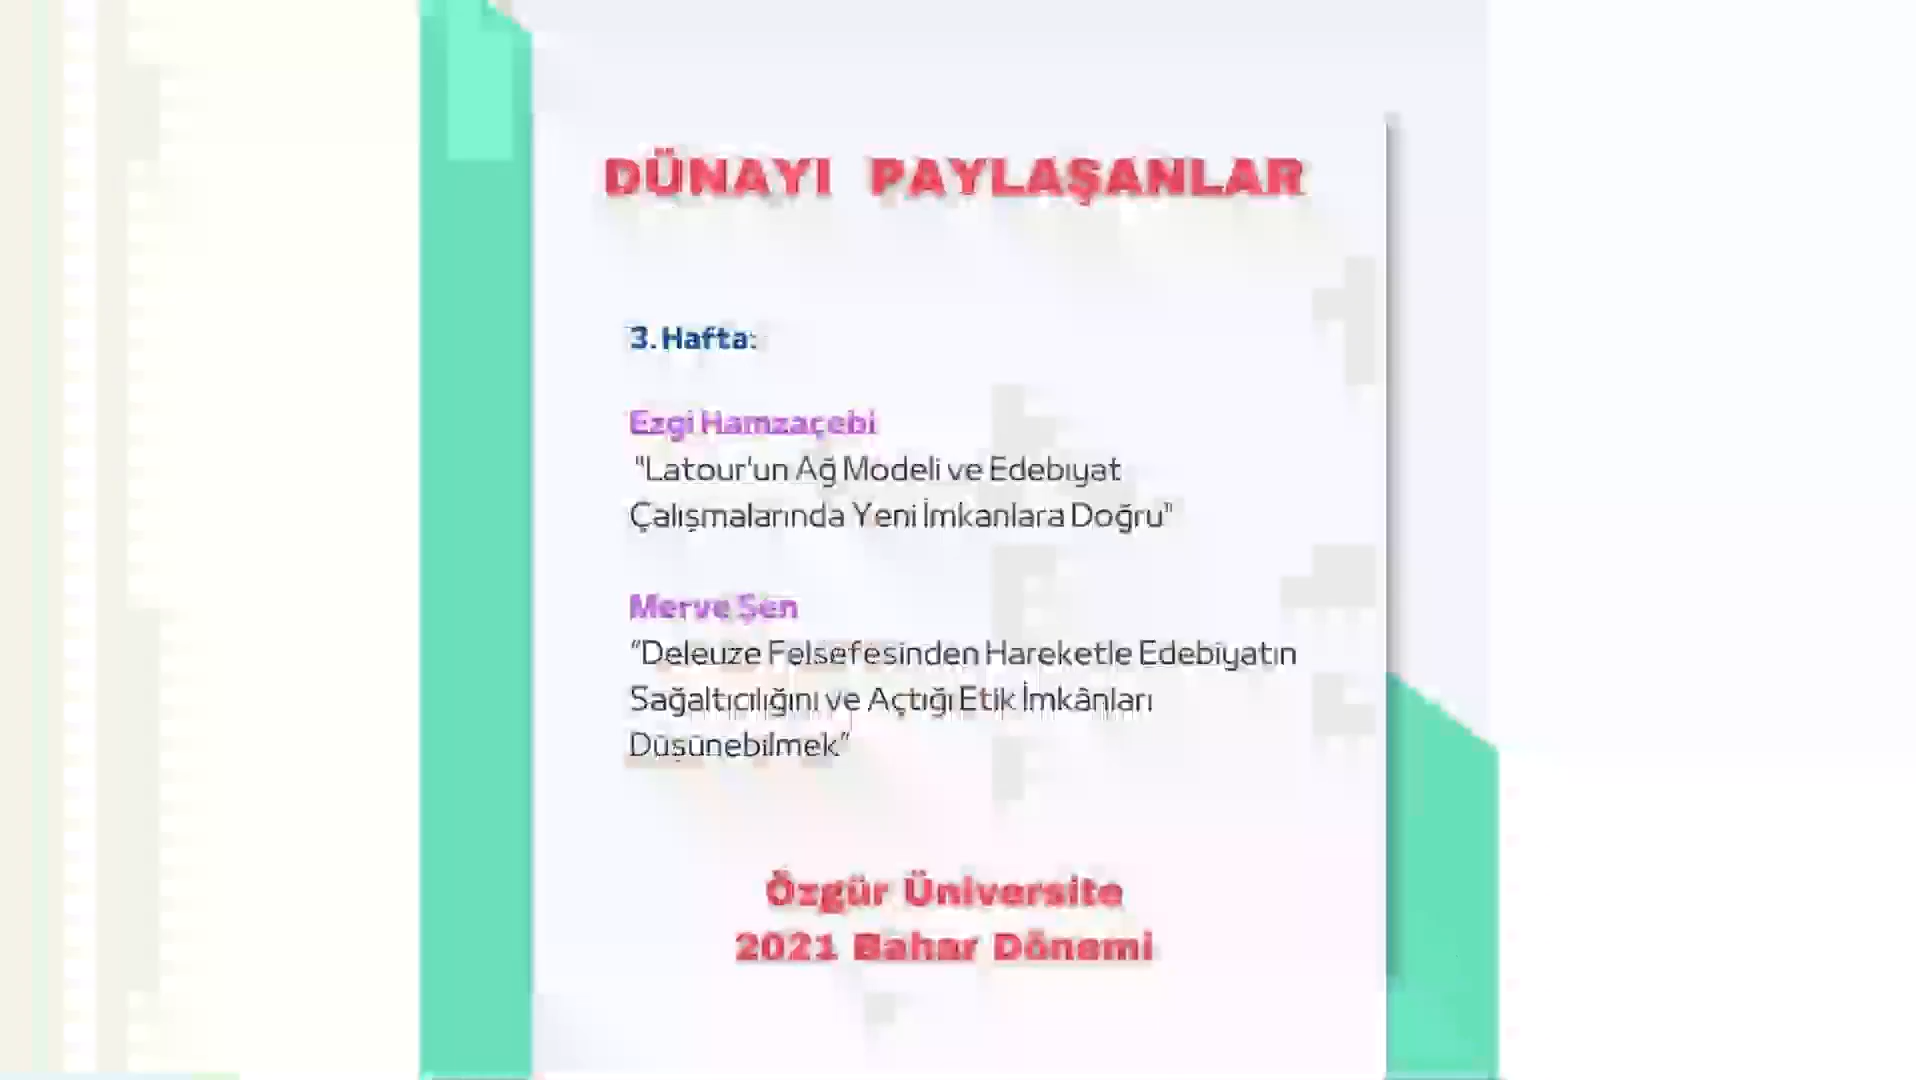 DÜNAYI PAYLAŞANLAR
3. Hafta:
Ezgi Hamzaçebi
"Latour'un Ağ Modeli ve Edebiyat
Çalışmalarında Yeni İmkanlara Doğru"
Merve Şen
“Deleuze Felsefesinden Hareketle Edebiyatın
Sağaltıcılığını ve Açtığı Etik İmkânları
Düşünebilmek”
Özgür Üniversite
2021 Bahar Dönemi